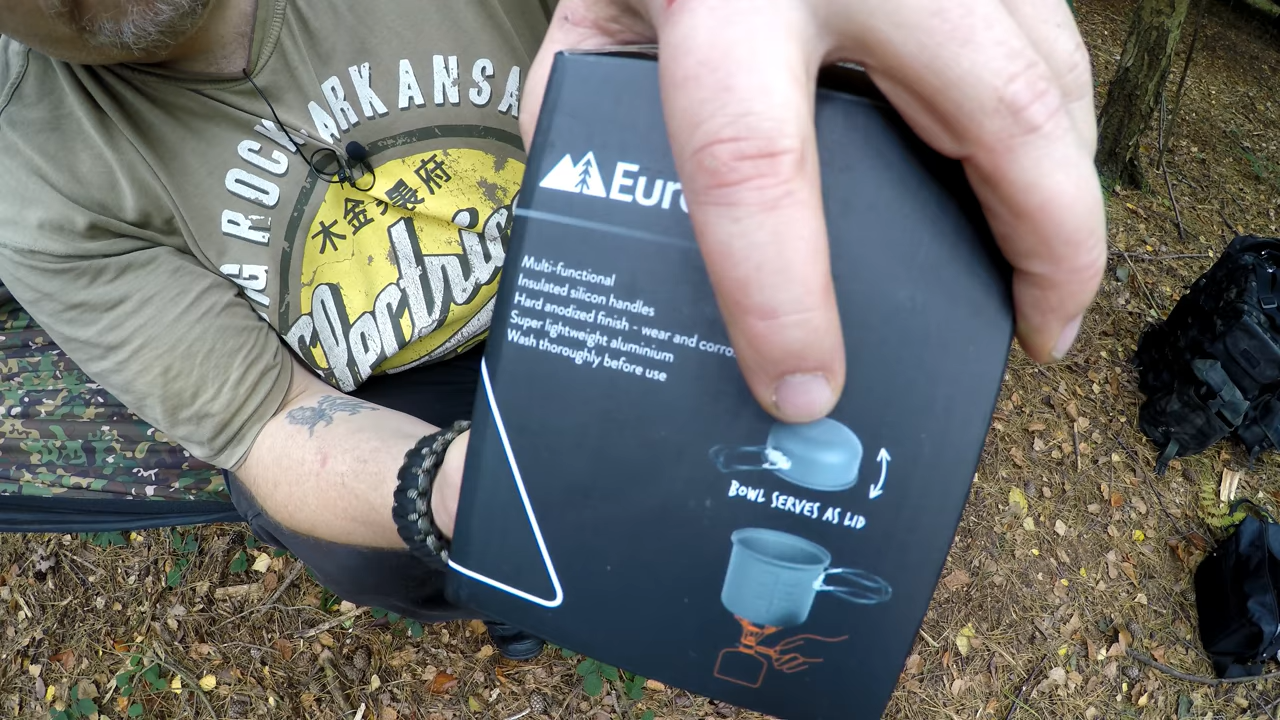 ROCK ARKANSA
木金
府
Electric
Eur
Multi-functional
Insulated silicon handles
Hard anodized finish - wear and corro
Super lightweight aluminium
Wash thoroughly before use
BOWL SERVES AS LID